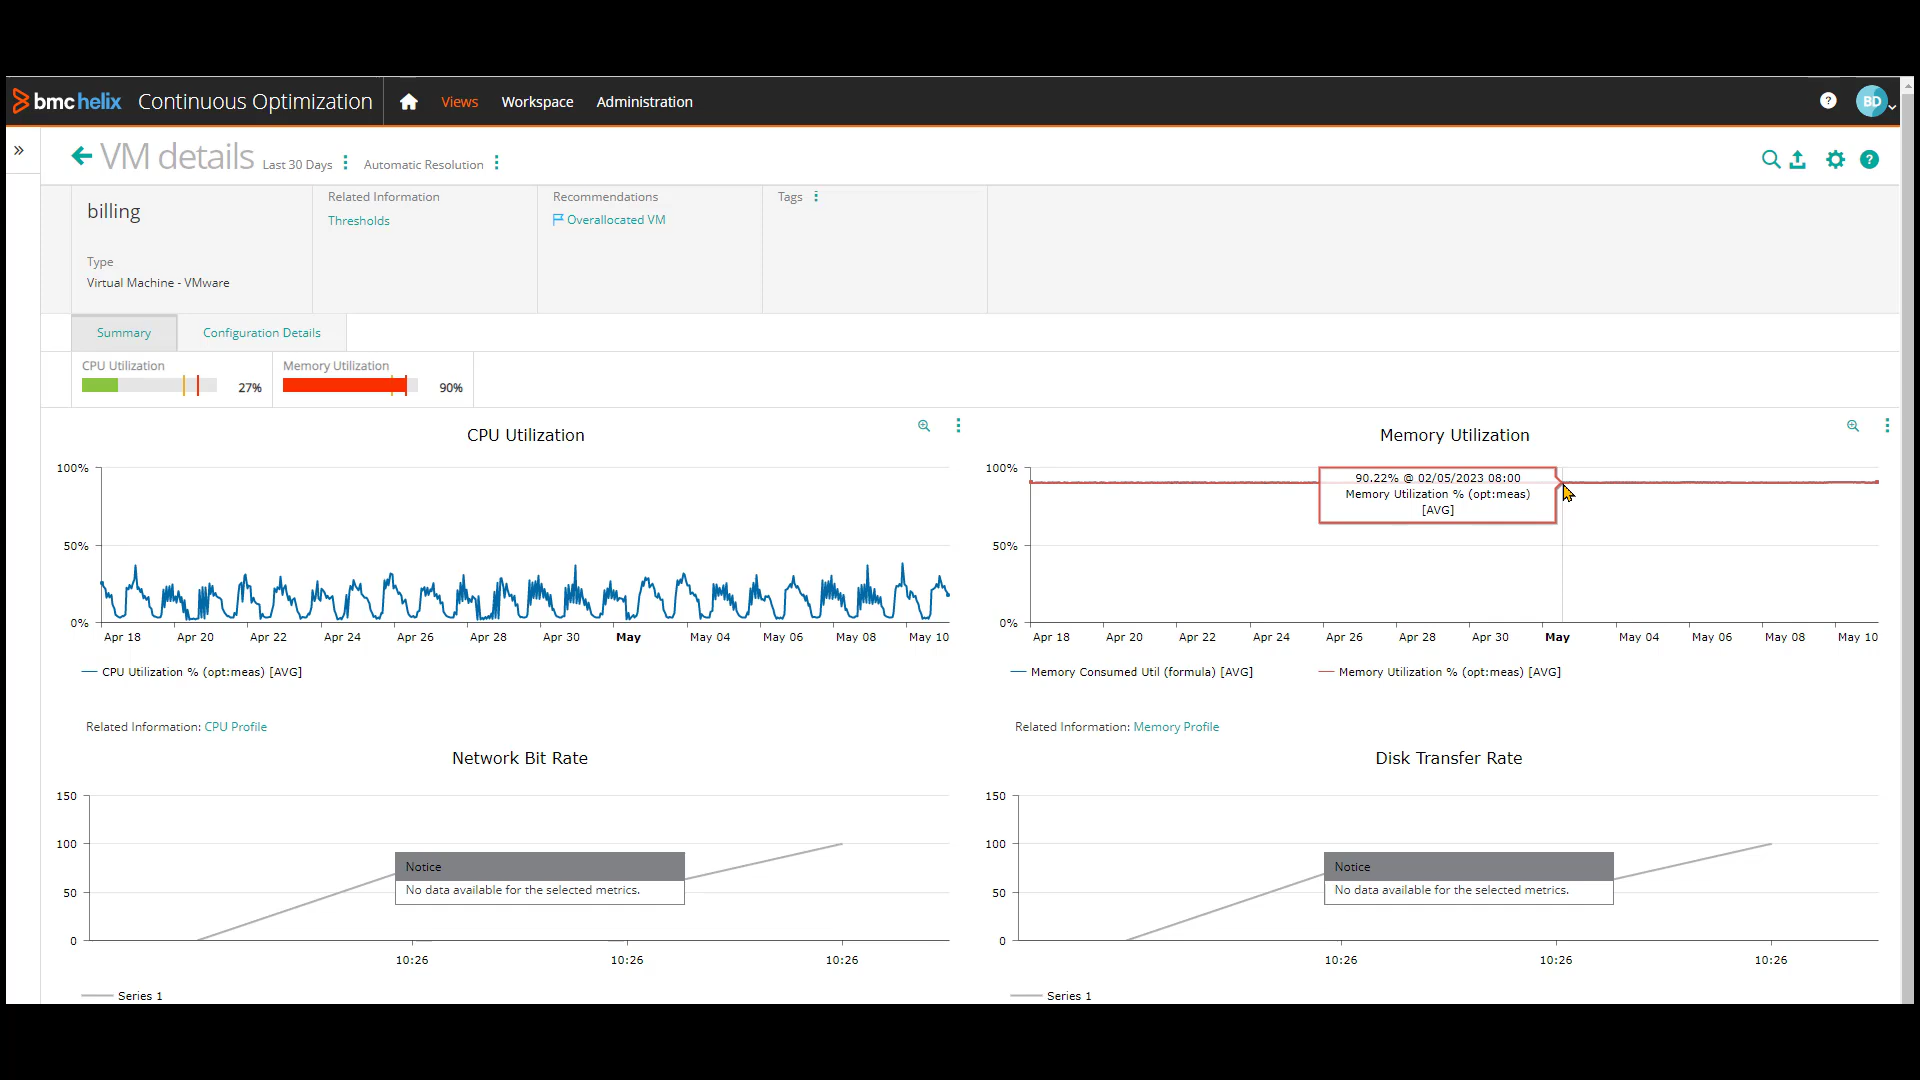 bmc helix Continuous Optimization Views Workspace Administration ? BD
VM details Last 30 Days Automatic Resolution ?
billing
Type
Virtual Machine - VMware
Related Information
Thresholds
Recommendations
Overallocated VM
Tags
Summary Configuration Details
CPU Utilization
27%
Memory Utilization
90%
CPU Utilization
100%
50%
0%
Apr 18 Apr 20 Apr 22 Apr 24 Apr 26 Apr 28 Apr 30 May May 04 May 06 May 08 May 10
CPU Utilization % (opt:meas) [AVG]
Related Information: CPU Profile
Memory Utilization
100%
50%
0%
90.22% @ 02/05/2023 08:00
Memory Utilization % (opt:meas)
[AVG]
Apr 18 Apr 20 Apr 22 Apr 24 Apr 26 Apr 28 Apr 30 May May 04 May 06 May 08 May 10
Memory Consumed Util (formula) [AVG] Memory Utilization % (opt:meas) [AVG]
Related Information: Memory Profile
Network Bit Rate
150
100
50
0
Notice
No data available for the selected metrics.
10:26 10:26 10:26
Series 1
Disk Transfer Rate
150
100
50
0
Notice
No data available for the selected metrics.
10:26 10:26 10:26
Series 1